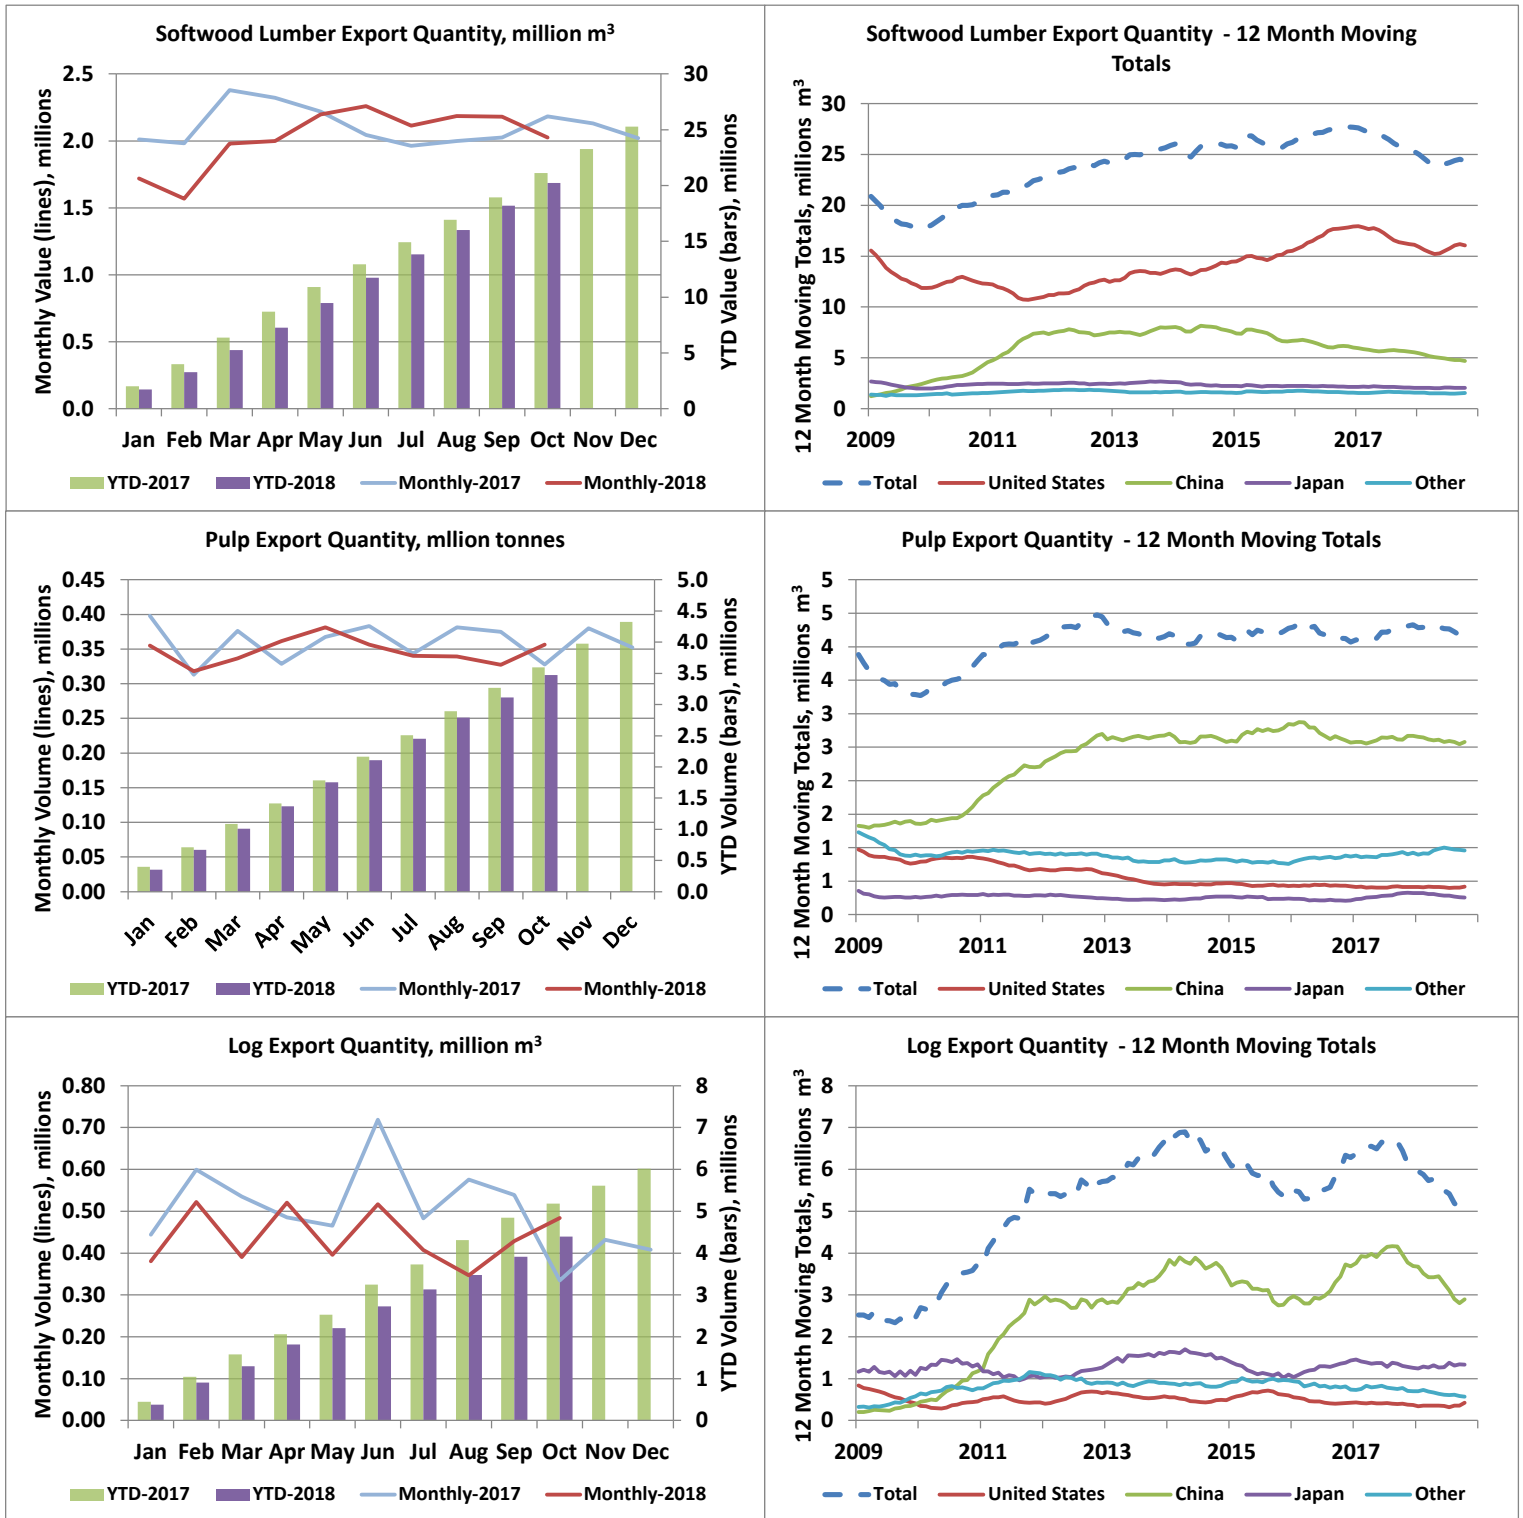 Softwood Lumber Export Quantity, million m³
Monthly Value (lines), millions
2.5
2.0
1.5
1.0
0.5
0.0
30
25
20
15
10
5
0
YTD Value (bars), millions
Jan Feb Mar Apr May Jun Jul Aug Sep Oct Nov Dec
YTD-2017 YTD-2018 Monthly-2017 Monthly-2018
Softwood Lumber Export Quantity - 12 Month Moving
Totals
12 Month Moving Totals, millions m³
30
25
20
15
10
5
0
2009 2011 2013 2015 2017
Total United States China Japan Other
Pulp Export Quantity, mllion tonnes
Monthly Volume (lines), millions
0.45
0.40
0.35
0.30
0.25
0.20
0.15
0.10
0.05
0.00
5.0
4.5
4.0
3.5
3.0
2.5
2.0
1.5
1.0
0.5
0.0
YTD Volume (bars), millions
Jan Feb Mar Apr May Jun Jul Aug Sep Oct Nov Dec
YTD-2017 YTD-2018 Monthly-2017 Monthly-2018
Pulp Export Quantity - 12 Month Moving Totals
12 Month Moving Totals, millions m³
5
5
4
4
3
3
2
2
1
1
0
2009 2011 2013 2015 2017
Total United States China Japan Other
Log Export Quantity, million m³
Monthly Volume (lines), millions
0.80
0.70
0.60
0.50
0.40
0.30
0.20
0.10
0.00
8
7
6
5
4
3
2
1
0
YTD Volume (bars), millions
Jan Feb Mar Apr May Jun Jul Aug Sep Oct Nov Dec
YTD-2017 YTD-2018 Monthly-2017 Monthly-2018
Log Export Quantity - 12 Month Moving Totals
12 Month Moving Totals, millions m³
8
7
6
5
4
3
2
1
0
2009 2011 2013 2015 2017
Total United States China Japan Other